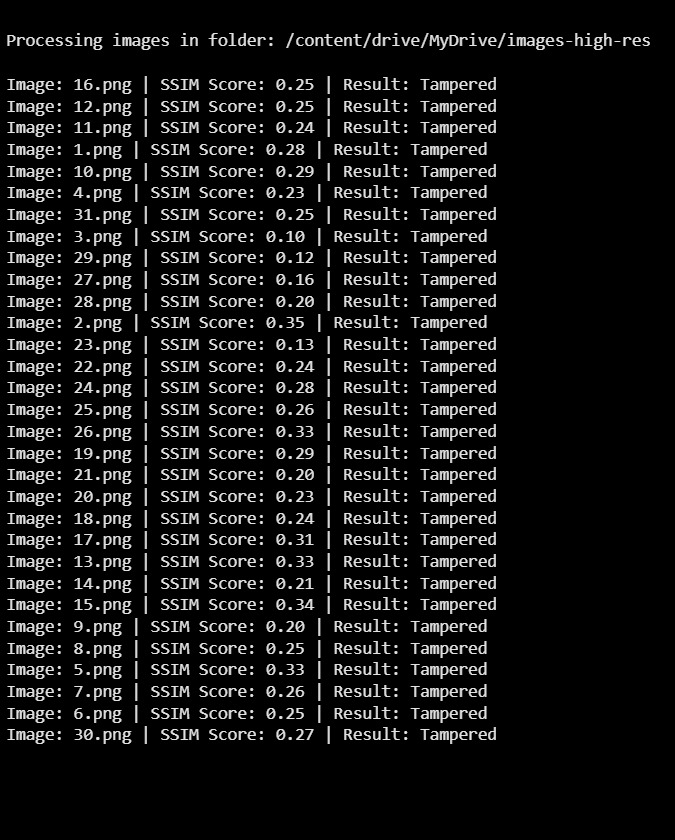 Processing images in folder: /content/drive/MyDrive/images-high-res
Image: 16.png | SSIM Score: 0.25 | Result: Tampered
Image: 12.png | SSIM Score: 0.25 | Result: Tampered
Image: 11.png | SSIM Score: 0.24 | Result: Tampered
Image: 1.png | SSIM Score: 0.28 | Result: Tampered
Image: 10.png | SSIM Score: 0.29 | Result: Tampered
Image: 4.png | SSIM Score: 0.23 | Result: Tampered
Image: 31.png | SSIM Score: 0.25 | Result: Tampered
Image: 3.png | SSIM Score: 0.10 | Result: Tampered
Image: 29.png | SSIM Score: 0.12 | Result: Tampered
Image: 27.png | SSIM Score: 0.16 | Result: Tampered
Image: 28.png | SSIM Score: 0.20 | Result: Tampered
Image: 2.png | SSIM Score: 0.35 | Result: Tampered
Image: 23.png | SSIM Score: 0.13 | Result: Tampered
Image: 22.png | SSIM Score: 0.24 | Result: Tampered
Image: 24.png | SSIM Score: 0.28 | Result: Tampered
Image: 25.png | SSIM Score: 0.26 | Result: Tampered
Image: 26.png | SSIM Score: 0.33 | Result: Tampered
Image: 19.png | SSIM Score: 0.29 | Result: Tampered
Image: 21.png | SSIM Score: 0.20 | Result: Tampered
Image: 20.png | SSIM Score: 0.23 | Result: Tampered
Image: 18.png | SSIM Score: 0.24 | Result: Tampered
Image: 17.png | SSIM Score: 0.31 | Result: Tampered
Image: 13.png | SSIM Score: 0.33 | Result: Tampered
Image: 14.png | SSIM Score: 0.21 | Result: Tampered
Image: 15.png | SSIM Score: 0.34 | Result: Tampered
Image: 9.png | SSIM Score: 0.20 | Result: Tampered
Image: 8.png | SSIM Score: 0.25 | Result: Tampered
Image: 5.png | SSIM Score: 0.33 | Result: Tampered
Image: 7.png | SSIM Score: 0.26 | Result: Tampered
Image: 6.png | SSIM Score: 0.25 | Result: Tampered
Image: 30.png | SSIM Score: 0.27 | Result: Tampered